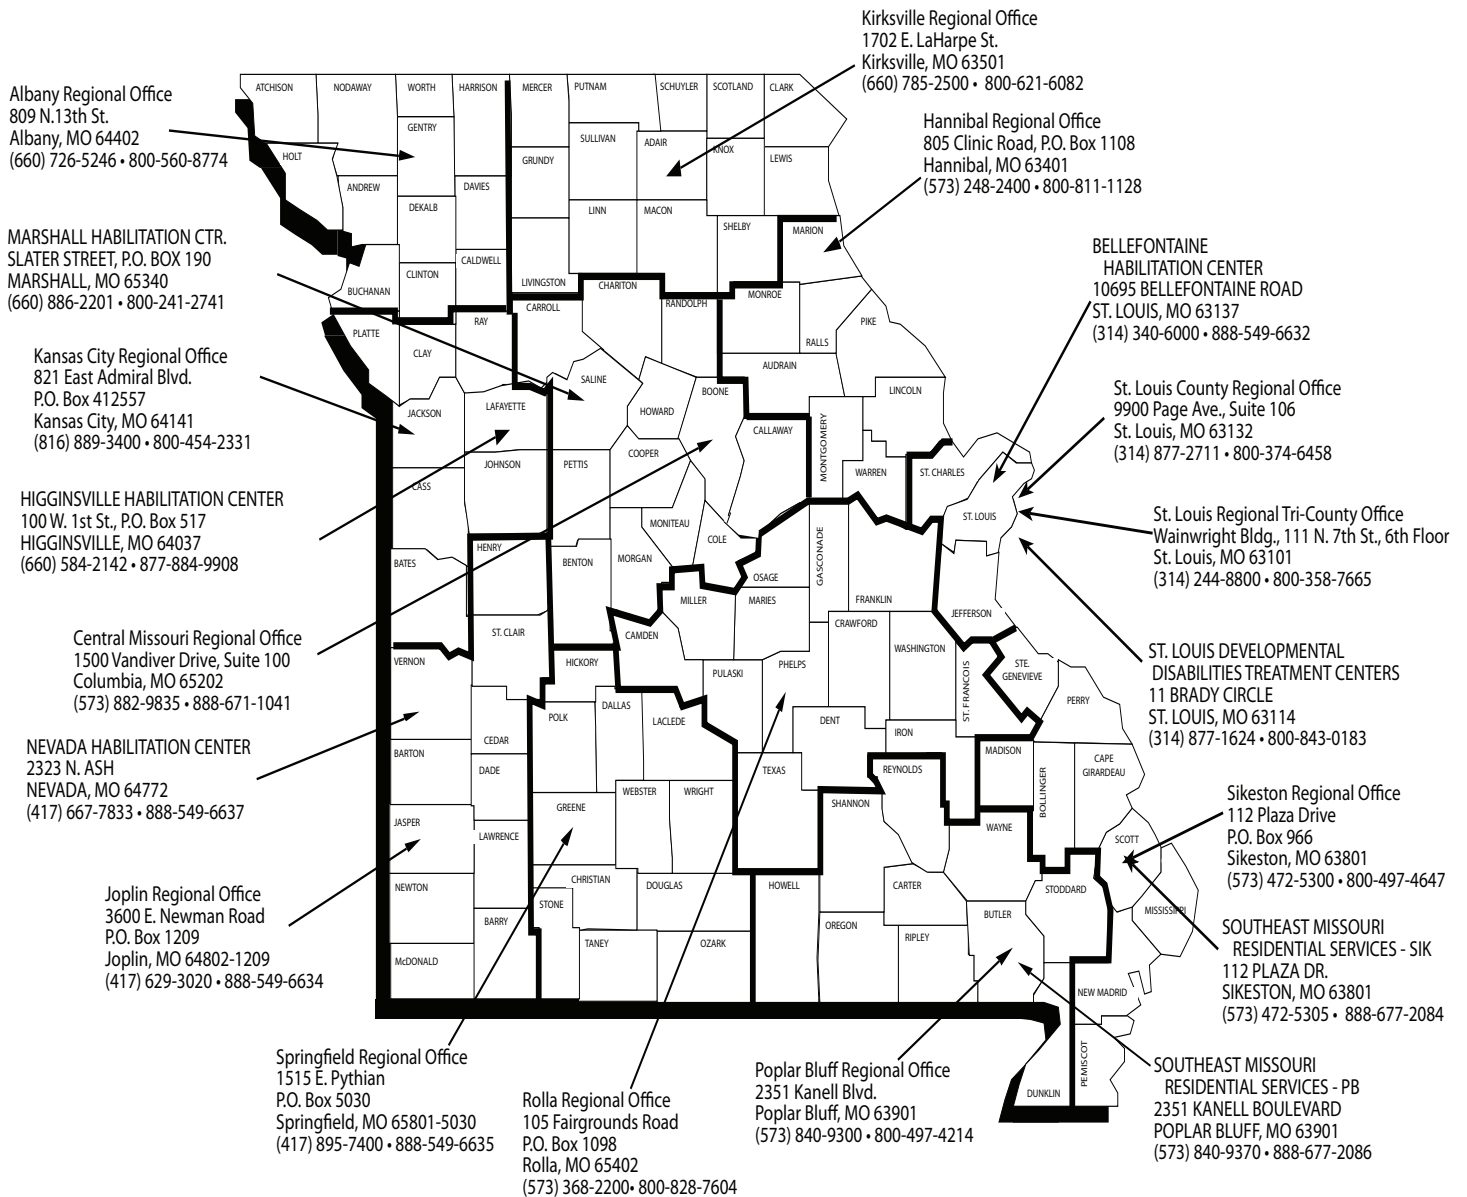 Kirksville Regional Office
1702 E. LaHarpe St.
Kirksville, MO 63501
(660) 785-2500 • 800-621-6082
Albany Regional Office
809 N.13th St.
Albany, MO 64402
(660) 726-5246 • 800-560-8774
Hannibal Regional Office
805 Clinic Road, P.O. Box 1108
Hannibal, MO 63401
(573) 248-2400 • 800-811-1128
MARSHALL HABILITATION CTR.
SLATER STREET, P.O. BOX 190
MARSHALL, MO 65340
(660) 886-2201 • 800-241-2741
BELLEFONTAINE
HABILITATION CENTER
10695 BELLEFONTAINE ROAD
ST. LOUIS, MO 63137
(314) 340-6000 • 888-549-6632
Kansas City Regional Office
821 East Admiral Blvd.
P.O. Box 412557
Kansas City, MO 64141
(816) 889-3400 • 800-454-2331
St. Louis County Regional Office
9900 Page Ave., Suite 106
St. Louis, MO 63132
(314) 877-2711 • 800-374-6458
HIGGINSVILLE HABILITATION CENTER
100 W. 1st St., P.O. Box 517
HIGGINSVILLE, MO 64037
(660) 584-2142 • 877-884-9908
St. Louis Regional Tri-County Office
Wainwright Bldg., 111 N. 7th St., 6th Floor
St. Louis, MO 63101
(314) 244-8800 • 800-358-7665
Central Missouri Regional Office
1500 Vandiver Drive, Suite 100
Columbia, MO 65202
(573) 882-9835 • 888-671-1041
ST. LOUIS DEVELOPMENTAL
DISABILITIES TREATMENT CENTERS
11 BRADY CIRCLE
ST. LOUIS, MO 63114
(314) 877-1624 • 800-843-0183
NEVADA HABILITATION CENTER
2323 N. ASH
NEVADA, MO 64772
(417) 667-7833 • 888-549-6637
Sikeston Regional Office
112 Plaza Drive
P.O. Box 966
Sikeston, MO 63801
(573) 472-5300 • 800-497-4647
Joplin Regional Office
3600 E. Newman Road
P.O. Box 1209
Joplin, MO 64802-1209
(417) 629-3020 • 888-549-6634
SOUTHEAST MISSOURI
RESIDENTIAL SERVICES - SIK
112 PLAZA DR.
SIKESTON, MO 63801
(573) 472-5305 • 888-677-2084
Springfield Regional Office
1515 E. Pythian
P.O. Box 5030
Springfield, MO 65801-5030
(417) 895-7400 • 888-549-6635
Rolla Regional Office
105 Fairgrounds Road
P.O. Box 1098
Rolla, MO 65402
(573) 368-2200• 800-828-7604
Poplar Bluff Regional Office
2351 Kanell Blvd.
Poplar Bluff, MO 63901
(573) 840-9300 • 800-497-4214
SOUTHEAST MISSOURI
RESIDENTIAL SERVICES - PB
2351 KANELL BOULEVARD
POPLAR BLUFF, MO 63901
(573) 840-9370 • 888-677-2086
ATCHISON
NODAWAY
WORTH
HARRISON
MERCER
PUTNAM
SCHUYLER
SCOTLAND
CLARK
GENTRY
SULLIVAN
ADAIR
KNOX
LEWIS
HOLT
GRUNDY
ANDREW
DAVIES
DEKALB
LINN
MACON
SHELBY
MARION
CALDWELL
CLINTON
BUCHANAN
LIVINGSTON
CHARITON
MONROE
CARROLL
RANDOLPH
RAY
PLATTE
PIKE
RALLS
CLAY
AUDRAIN
SALINE
BOONE
LINCOLN
JACKSON
LAFAYETTE
HOWARD
CALLAWAY
MONTGOMERY
COOPER
JOHNSON
PETTIS
WARREN
ST. CHARLES
CASS
ST. LOUIS
MONITEAU
COLE
HENRY
BATES
BENTON
MORGAN
OSAGE
GASCONADE
MILLER
MARIES
FRANKLIN
JEFFERSON
CRAWFORD
ST. CLAIR
CAMDEN
WASHINGTON
VERNON
HICKORY
PHELPS
PULASKI
ST. FRANCOIS
STE.
GENEVIEVE
PERRY
DALLAS
POLK
LACLEDE
DENT
IRON
CEDAR
BARTON
MADISON
CAPE
GIRARDEAU
DADE
TEXAS
REYNOLDS
BOLLINGER
WEBSTER
WRIGHT
SHANNON
GREENE
JASPER
LAWRENCE
WAYNE
SCOTT
CHRISTIAN
DOUGLAS
HOWELL
CARTER
STODDARD
NEWTON
STONE
BARRY
OREGON
BUTLER
MISSISSIPPI
RIPLEY
TANEY
OZARK
McDONALD
NEW MADRID
PEMISCOT
DUNKLIN